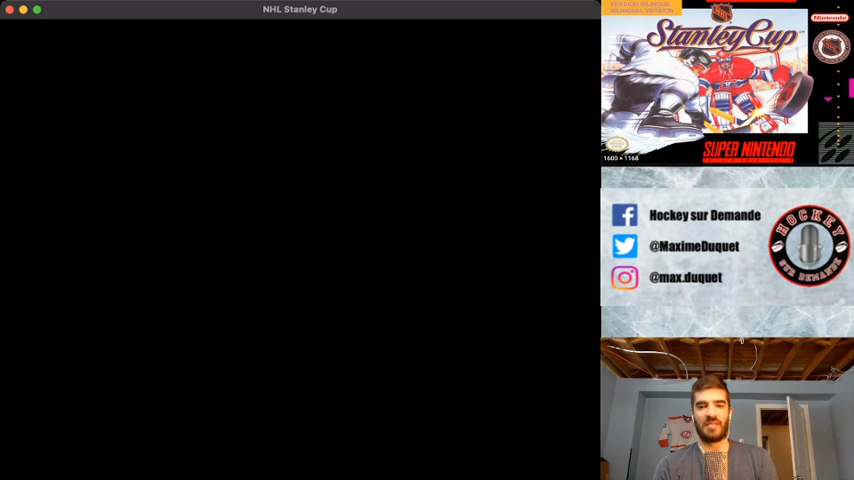 NHL Stanley Cup
VERSION BILINGUE
BILINGUAL VERSION
NHL
Stanley Cup
Nintendo
SUPER NINTENDO
1600 × 1168
Hockey sur Demande
@MaximeDuquet
@max.duquet
HOCKEY
SUR DEMANDE